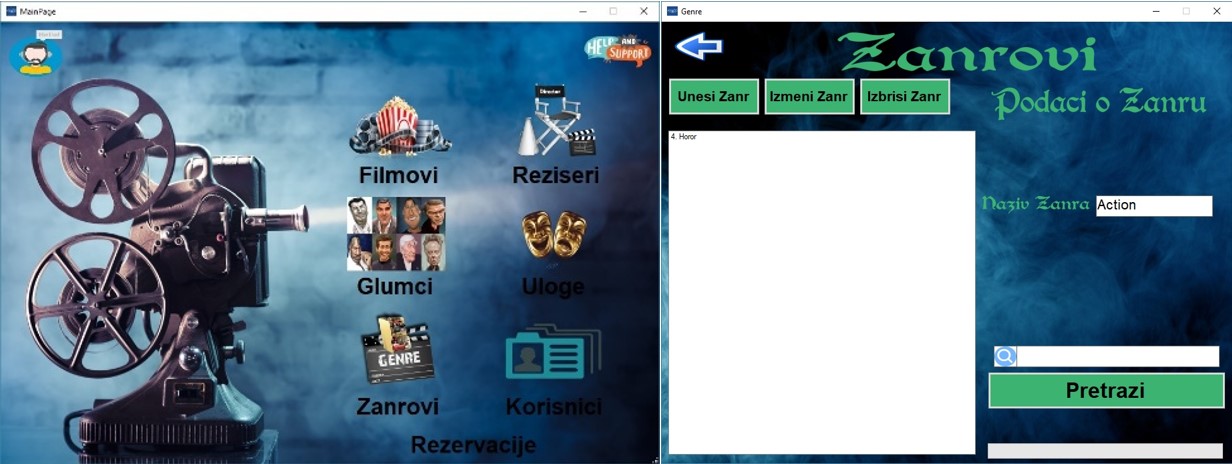 MainPage
HELP AND
SUPPORT
Director
Filmovi
Reziseri
Glumci
Uloge
GENRE
Zanrovi
Korisnici
Rezervacije
Genre
Zanrovi
Unesi Zanr
Izmeni Zanr
Izbrisi Zanr
Podaci o Zanru
4. Horor
Naziv Zanra
Action
Pretrazi